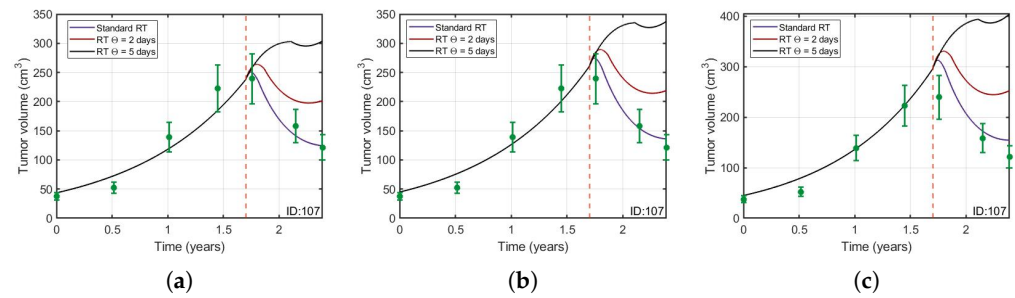 350
300
250
200
150
100
50
0
Tumor volume (cm³)
Standard RT
RT Θ = 2 days
RT Θ = 5 days
ID:107
0 0.5 1 1.5 2
Time (years)
(a)
350
300
250
200
150
100
50
0
Tumor volume (cm³)
Standard RT
RT Θ = 2 days
RT Θ = 5 days
ID:107
0 0.5 1 1.5 2
Time (years)
(b)
400
300
200
100
0
Tumor volume (cm³)
Standard RT
RT Θ = 2 days
RT Θ = 5 days
ID:107
0 0.5 1 1.5 2
Time (years)
(c)